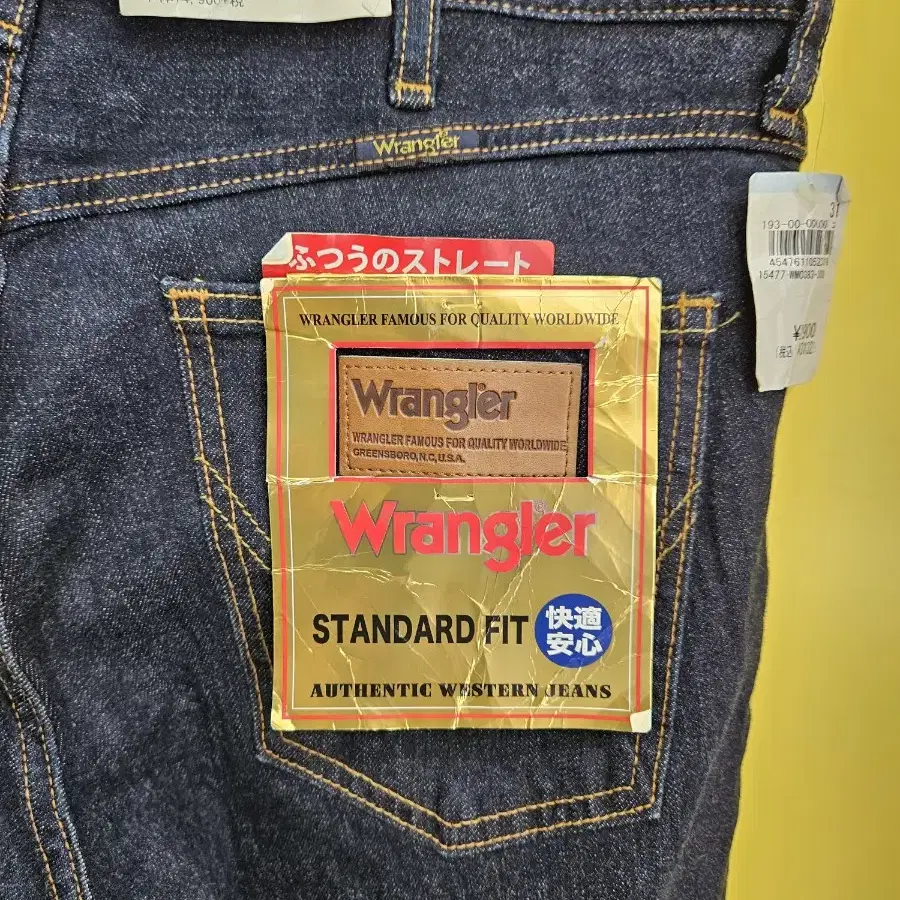 Wrangler
31
ふつうのストレート
WRANGLER FAMOUS FOR QUALITY WORLDWIDE
Wrangler
WRANGLER FAMOUS FOR QUALITY WORLDWIDE
GREENSBORO, N.C, U.S.A.
Wrangler
STANDARD FIT
快適
安心
AUTHENTIC WESTERN JEANS